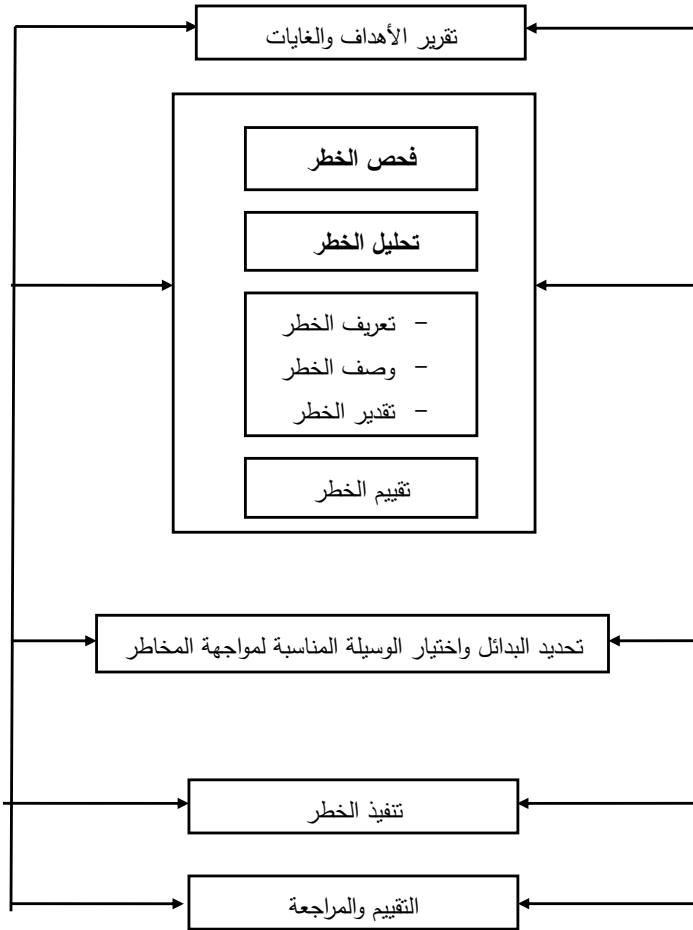 تقرير الأهداف والغايات
فحص الخطر
تحليل الخطر
- تعريف الخطر
- وصف الخطر
- تقدير الخطر
تقييم الخطر
تحديد البدائل واختيار الوسيلة المناسبة لمواجهة المخاطر
تنفيذ الخطر
التقييم والمراجعة